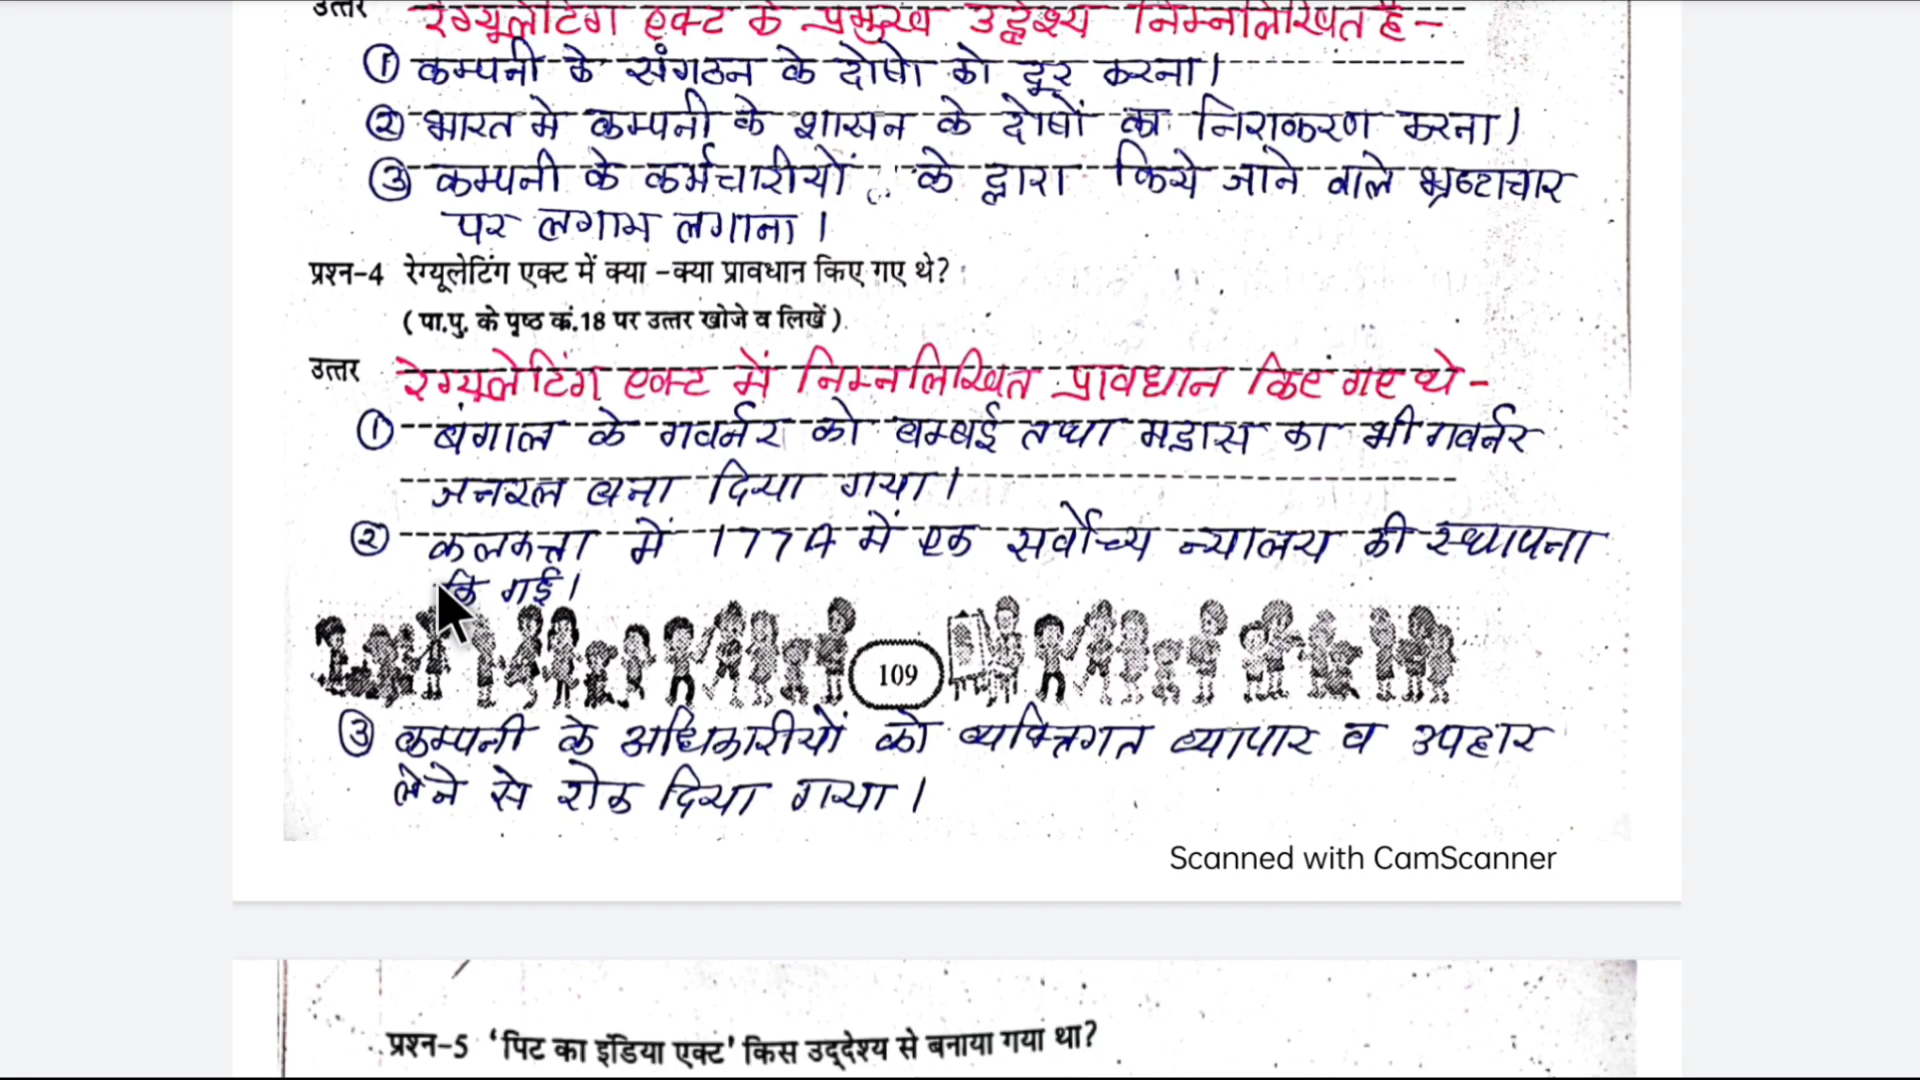 उत्तर रेग्यूलेटिंग एक्ट के प्रमुख उद्देश्य निम्नलिखित है -
① कम्पनी के संगठन के दोषो को दूर करना।
② भारत मे कम्पनी के शासन के दोषों का निराकरण करना।
③ कम्पनी के कर्मचारीयों के द्वारा किये जाने वाले भ्रष्टाचार
पर लगाम लगाना।
प्रश्न-4 रेग्यूलेटिंग एक्ट में क्या -क्या प्रावधान किए गए थे?
( पा.पु. के पृष्ठ कं.18 पर उत्तर खोजे व लिखें )
उत्तर रेग्यूलेटिंग एक्ट में निम्नलिखित प्रावधान किए गए थे -
① बंगाल के गवर्नर को बम्बई तथा मद्रास का भी गवर्नर
जनरल बना दिया गया।
② कलकत्ता में 1774 में एक सर्वोच्च न्यालय की स्थापना
कि गई।
109
③ कम्पनी के अधिकारीयों को व्यक्तिगत व्यापार व उपहार
लेने से रोक दिया गया।
Scanned with CamScanner
प्रश्न-5 'पिट का इंडिया एक्ट' किस उद्देश्य से बनाया गया था?